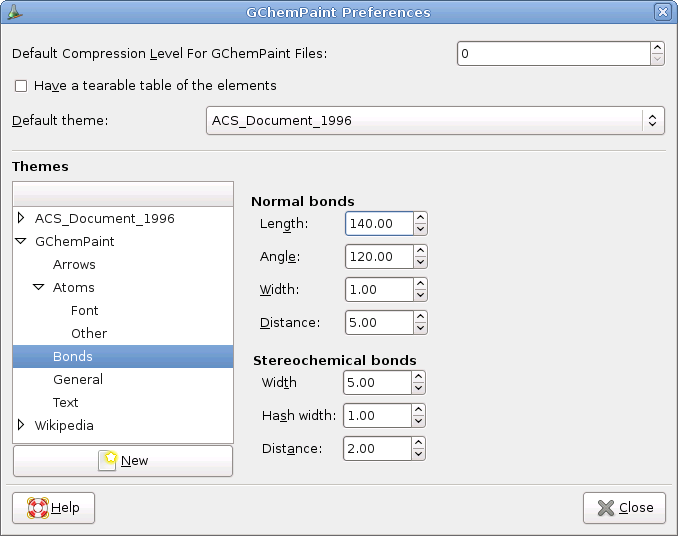 GChemPaint Preferences
Default Compression Level For GChemPaint Files: 0
Have a tearable table of the elements
Default theme: ACS_Document_1996
Themes
ACS_Document_1996
GChemPaint
Arrows
Atoms
Font
Other
Bonds
General
Text
Wikipedia
New
Normal bonds
Length: 140.00
Angle: 120.00
Width: 1.00
Distance: 5.00
Stereochemical bonds
Width 5.00
Hash width: 1.00
Distance: 2.00
Help
Close